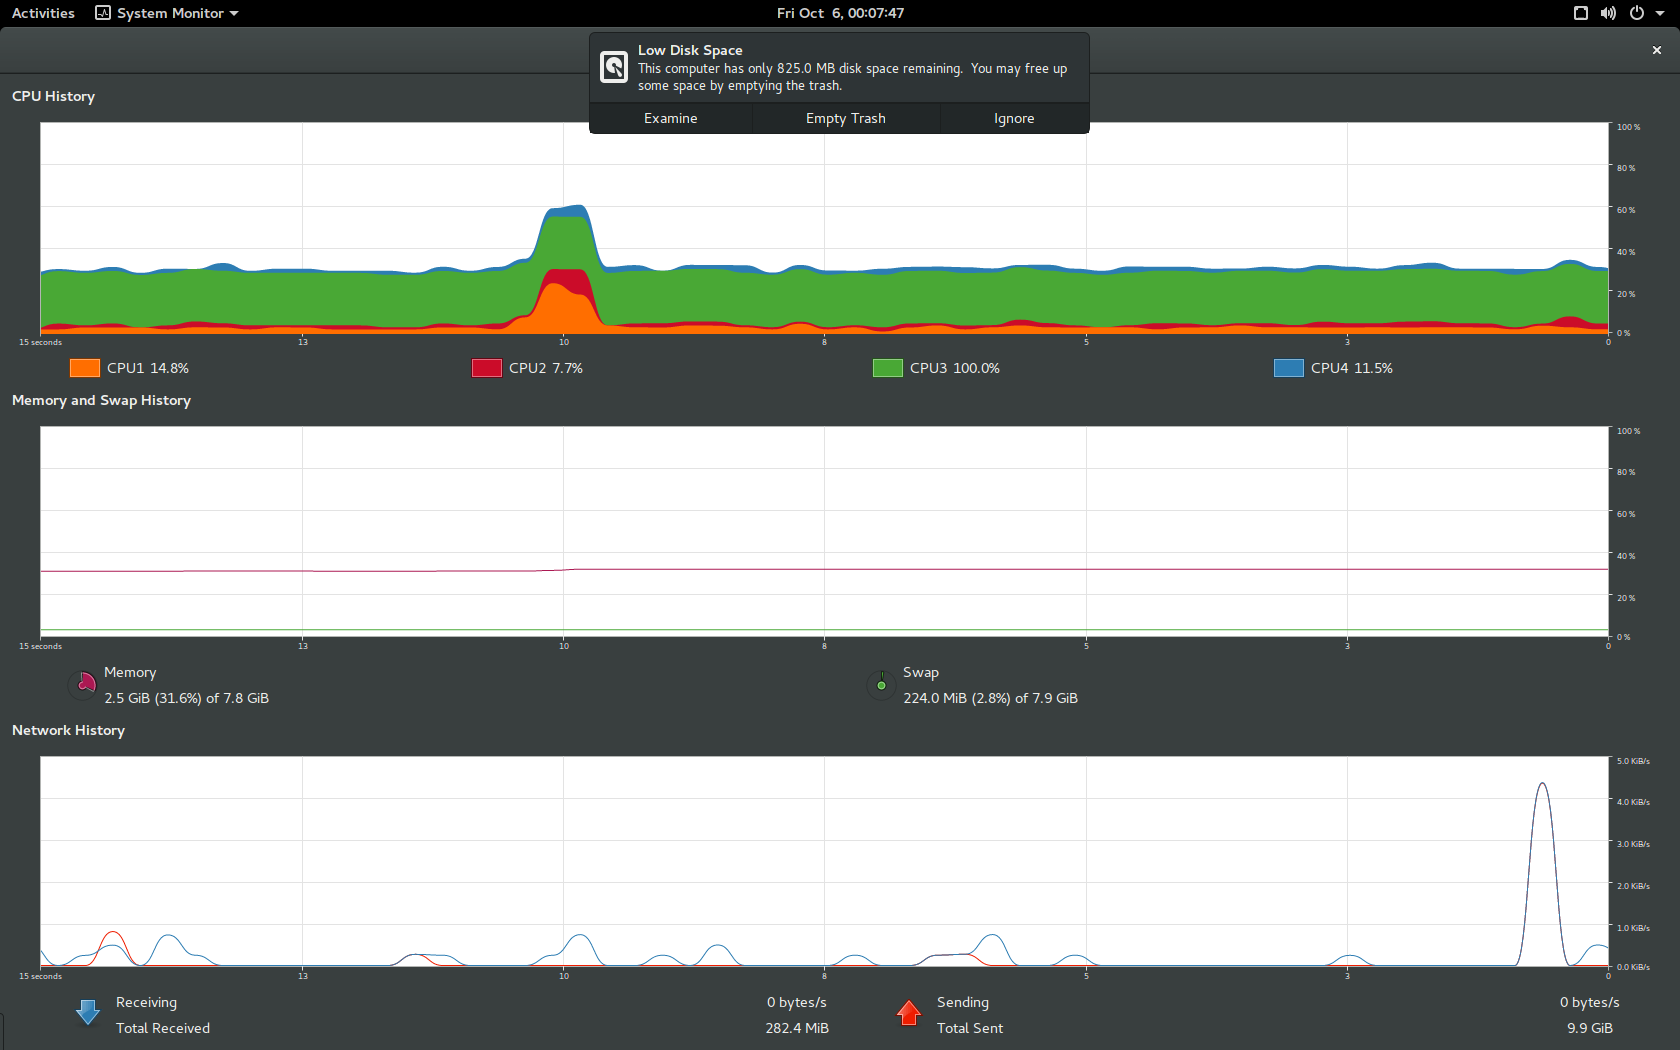 Activities System Monitor Fri Oct 6, 00:07:47
Low Disk Space
This computer has only 825.0 MB disk space remaining. You may free up
some space by emptying the trash.
Examine Empty Trash Ignore
CPU History
100 %
80 %
60 %
40 %
20 %
0 %
15 seconds 13 10 8 5 3 0
CPU1 14.8% CPU2 7.7% CPU3 100.0% CPU4 11.5%
Memory and Swap History
100 %
80 %
60 %
40 %
20 %
0 %
15 seconds 13 10 8 5 3 0
Memory Swap
2.5 GiB (31.6%) of 7.8 GiB 224.0 MiB (2.8%) of 7.9 GiB
Network History
5.0 KiB/s
4.0 KiB/s
3.0 KiB/s
2.0 KiB/s
1.0 KiB/s
0.0 KiB/s
15 seconds 13 10 8 5 3 0
Receiving 0 bytes/s Sending 0 bytes/s
Total Received 282.4 MiB Total Sent 9.9 GiB